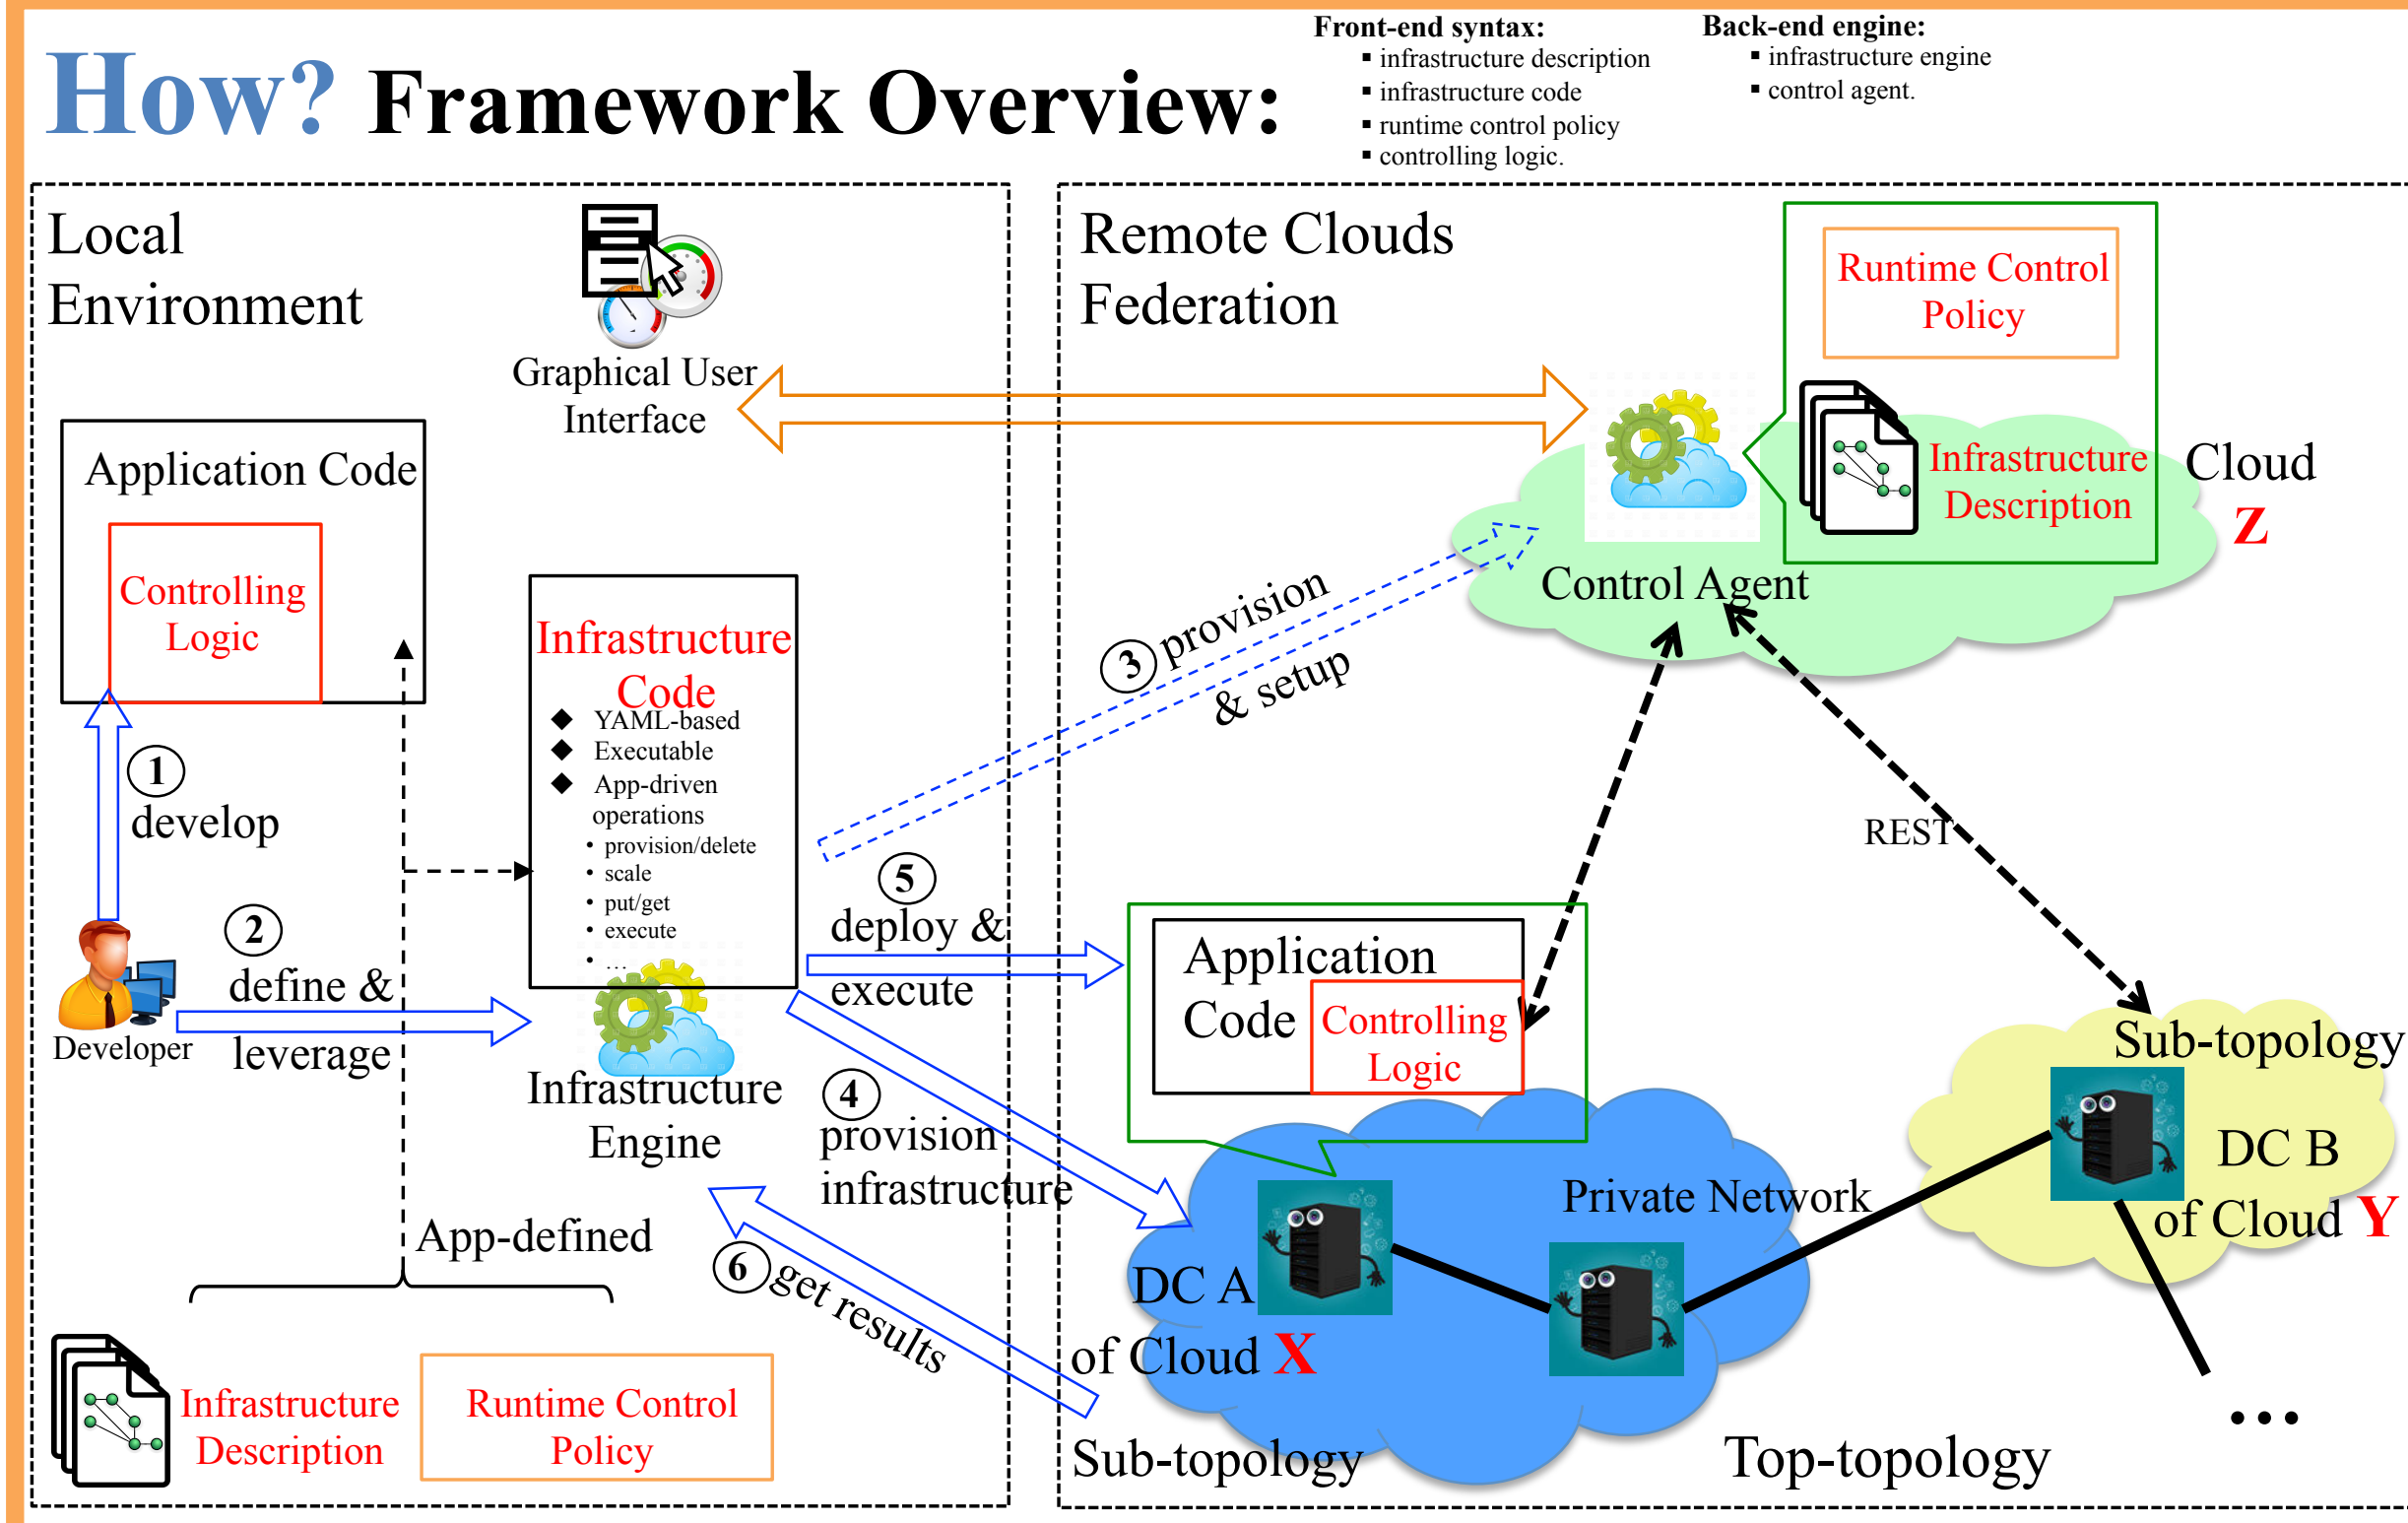 How? Framework Overview:
Front-end syntax:
▪ infrastructure description
▪ infrastructure code
▪ runtime control policy
▪ controlling logic.
Back-end engine:
▪ infrastructure engine
▪ control agent.
Local
Environment
Graphical User
Interface
Application Code
Controlling
Logic
1
develop
Developer
2
define &
leverage
Infrastructure
Code
◆ YAML-based
◆ Executable
◆ App-driven
operations
• provision/delete
• scale
• put/get
• execute
• ...
Infrastructure
Engine
App-defined
Infrastructure
Description
Runtime Control
Policy
3 provision
& setup
5
deploy &
execute
4
provision
infrastructure
6 get results
Remote Clouds
Federation
Runtime Control
Policy
Infrastructure
Description
Cloud
Z
Control Agent
REST
Application
Code
Controlling
Logic
Sub-topology
DC B
of Cloud Y
Private Network
DC A
of Cloud X
Sub-topology
Top-topology
...